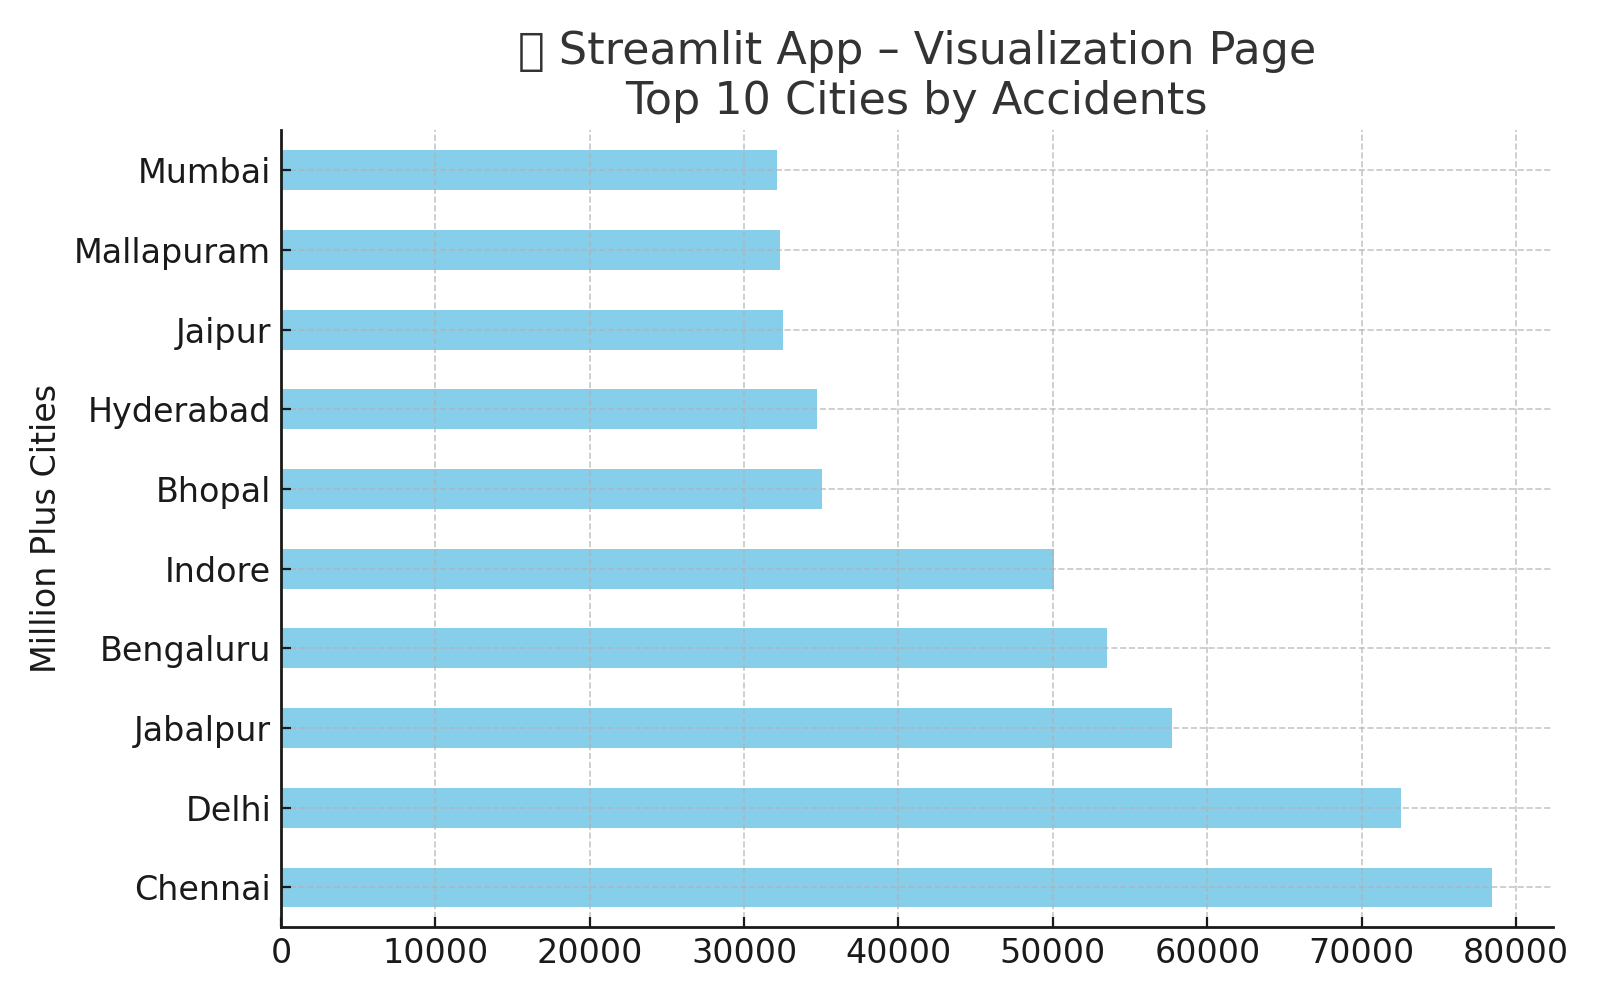 Streamlit App – Visualization Page
Top 10 Cities by Accidents
Million Plus Cities
Mumbai
Mallapuram
Jaipur
Hyderabad
Bhopal
Indore
Bengaluru
Jabalpur
Delhi
Chennai
0 10000 20000 30000 40000 50000 60000 70000 80000